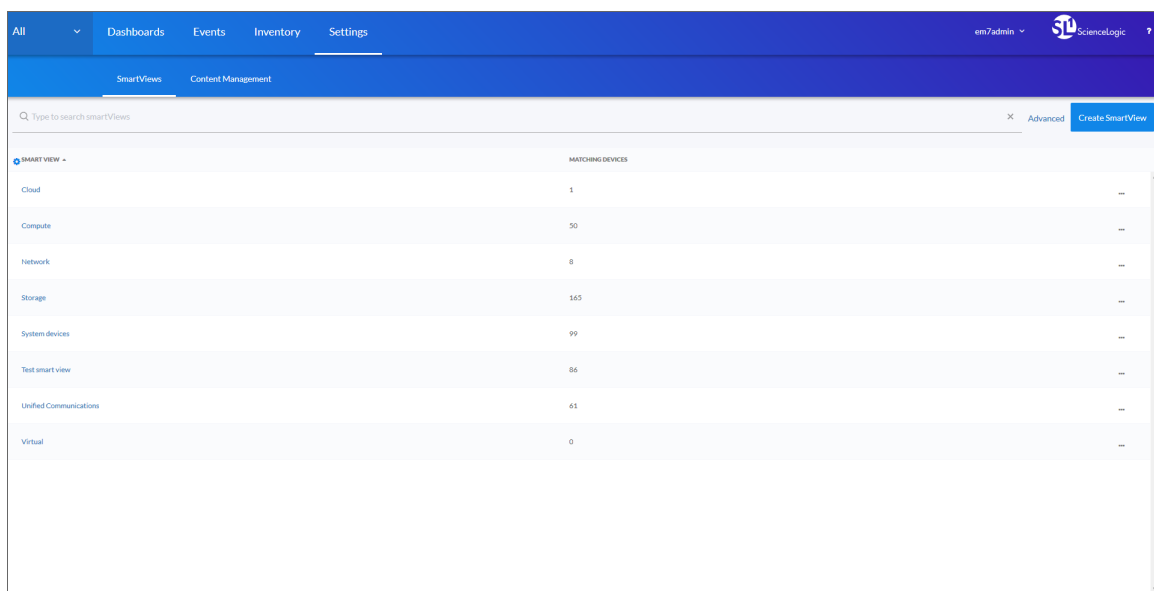 All Dashboards Events Inventory Settings em7admin SL1 ScienceLogic ?
SmartViews Content Management
Type to search smartViews Advanced Create SmartView
SMART VIEW MATCHING DEVICES
Cloud 1 ...
Compute 50 ...
Network 8 ...
Storage 165 ...
System devices 99 ...
Test smart view 86 ...
Unified Communications 61 ...
Virtual 0 ...